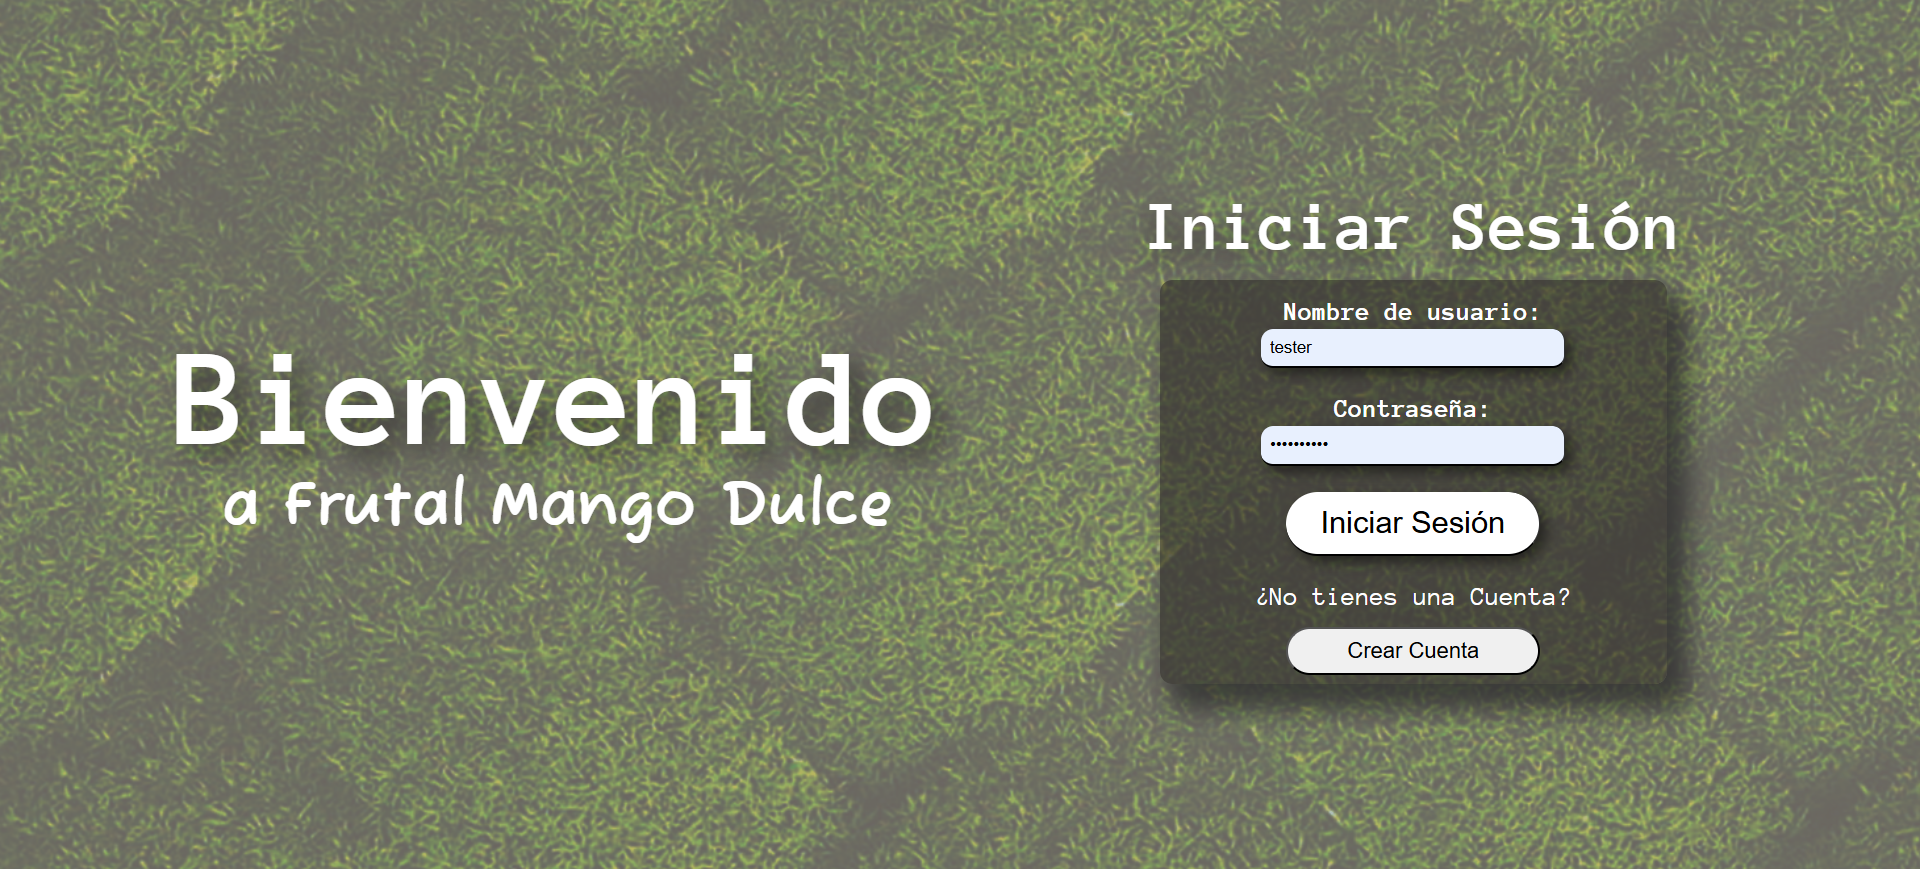 Bienvenido
a Frutal Mango Dulce
Iniciar Sesión
Nombre de usuario:
tester
Contraseña:
••••••••••
Iniciar Sesión
¿No tienes una Cuenta?
Crear Cuenta